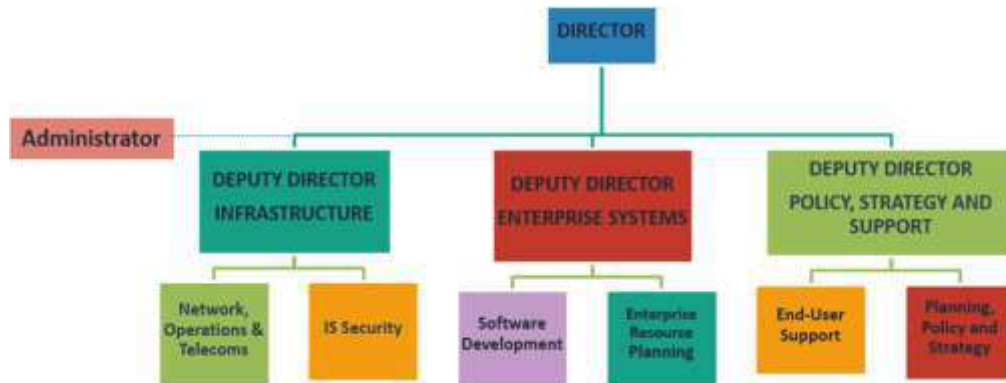 DIRECTOR
Administrator
DEPUTY DIRECTOR
INFRASTRUCTURE
DEPUTY DIRECTOR
ENTERPRISE SYSTEMS
DEPUTY DIRECTOR
POLICY, STRATEGY AND
SUPPORT
Network,
Operations &
Telecoms
IS Security
Software
Development
Enterprise
Resource
Planning
End-User
Support
Planning,
Policy and
Strategy